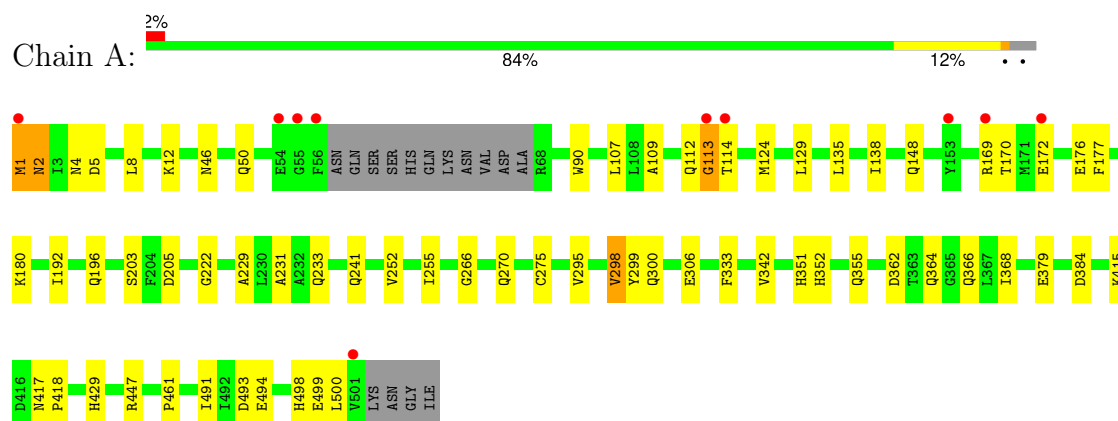 2%
Chain A:
84% 12% • •
M1 N2 I3 N4 D5 L8 K12 N46 Q50 E54 G55 F56 ASN GLN SER SER HIS GLN LYS ASN VAL ASP ALA R68 W90 L107 L108 A109 Q112 G113 T114 M124 L129 L135 I138 Q148 Y153 R169 T170 M171 E172 E176 F177
K180 I192 Q196 S203 F204 D205 G222 A229 L230 A231 A232 Q233 Q241 V252 I255 G266 Q270 C275 V295 V298 Y299 Q300 E306 F333 V342 H351 H352 Q355 D362 T363 Q364 G365 Q366 L367 I368 E379 D384 K415
D416 N417 P418 H429 R447 P461 I491 I492 D493 E494 H498 E499 L500 V501 LYS ASN GLY ILE